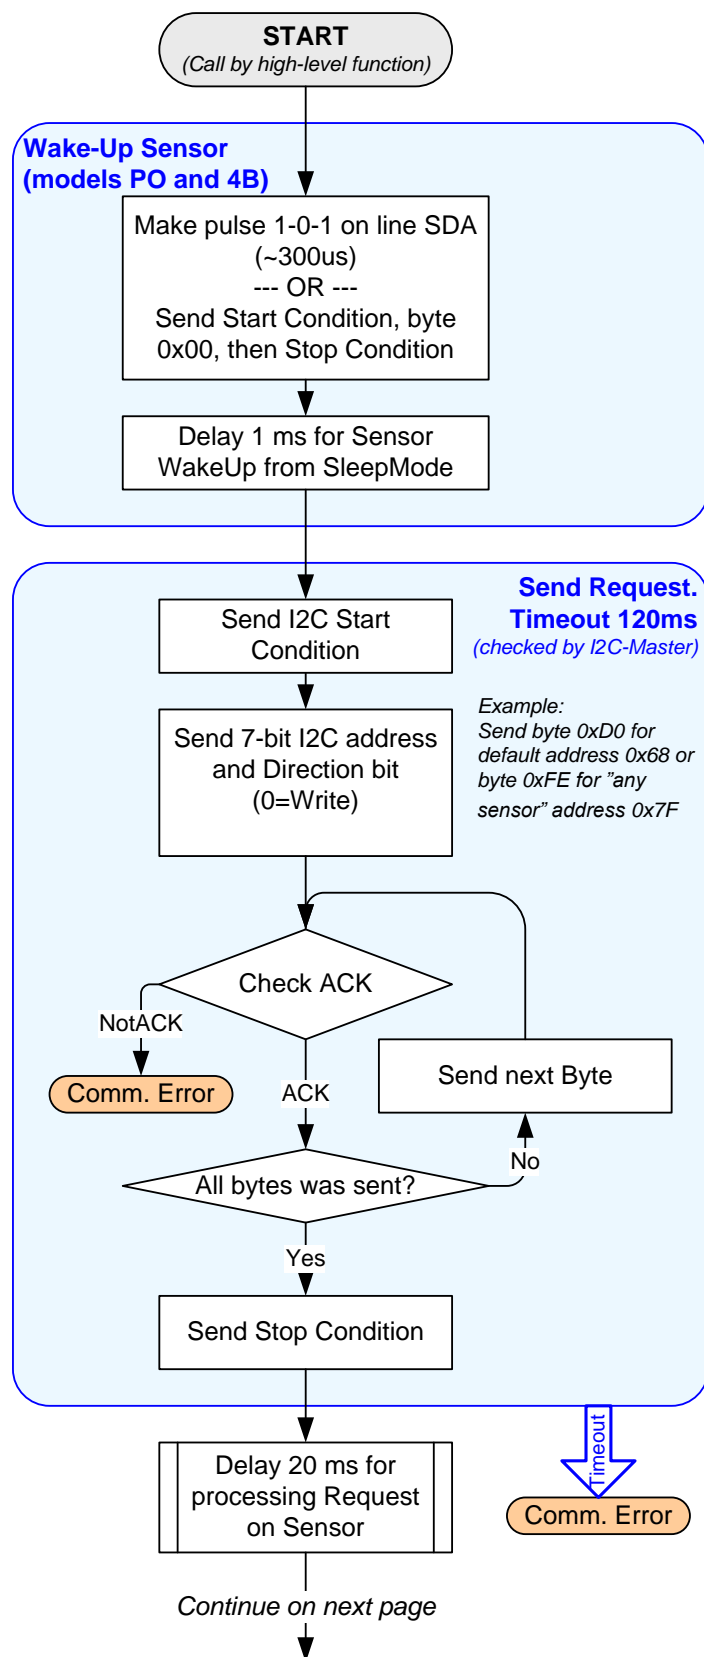 START
(Call by high-level function)
Wake-Up Sensor
(models PO and 4B)
Make pulse 1-0-1 on line SDA
(~300us)
--- OR ---
Send Start Condition, byte
0x00, then Stop Condition
Delay 1 ms for Sensor
WakeUp from SleepMode
Send Request.
Timeout 120ms
(checked by I2C-Master)
Send I2C Start
Condition
Send 7-bit I2C address
and Direction bit
(0=Write)
Example:
Send byte 0xD0 for
default address 0x68 or
byte 0xFE for ”any
sensor” address 0x7F
Check ACK
NotACK
Comm. Error
ACK
Send next Byte
No
All bytes was sent?
Yes
Send Stop Condition
Timeout
Comm. Error
Delay 20 ms for
processing Request
on Sensor
Continue on next page